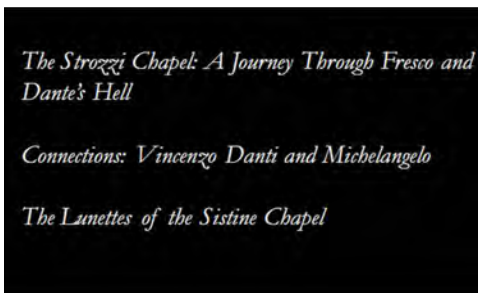 The Strozzi Chapel: A Journey Through Fresco and
Dante's Hell
Connections: Vincenzo Danti and Michelangelo
The Lunettes of the Sistine Chapel